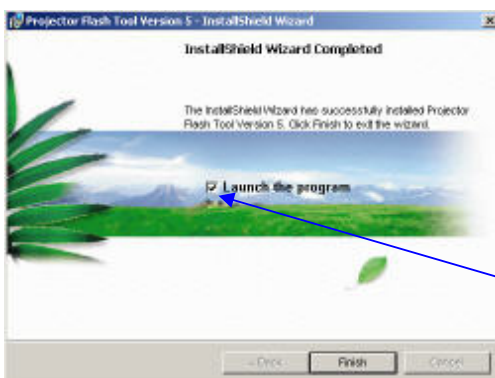 Projector Flash Tool Version 5 - InstallShield Wizard
InstallShield Wizard Completed
The InstallShield Wizard has successfully installed Projector
Flash Tool Version 5. Click Finish to exit the wizard.
Launch the program
< Back
Finish
Cancel